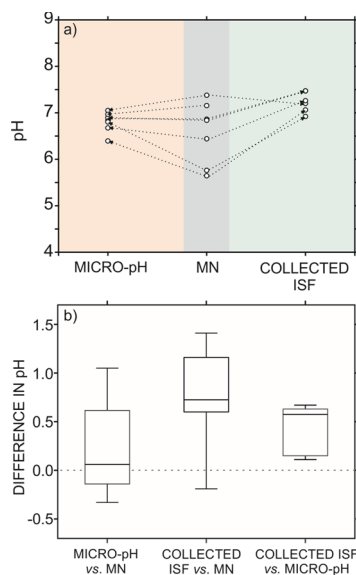 a)
9
8
7
6
5
4
pH
MICRO-pH
MN
COLLECTED
ISF
b)
1.5
1.0
0.5
0.0
-0.5
DIFFERENCE IN pH
MICRO-pH
vs. MN
COLLECTED
ISF vs. MN
COLLECTED ISF
vs. MICRO-pH